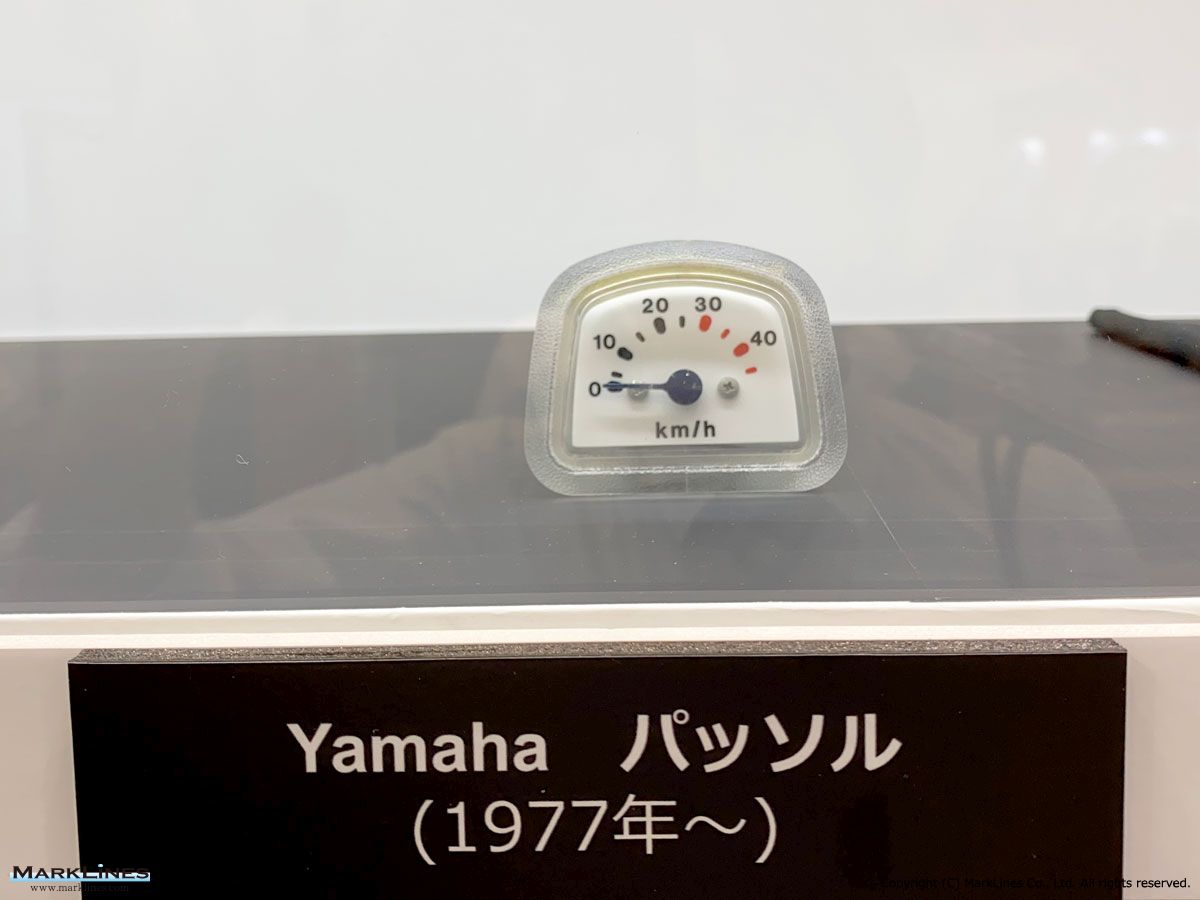 20 30
10 40
0
km/h
Yamaha パッソル
(1977年～)
MARKLINES
www.marklines.com
Copyright (C) MarkLines Co., Ltd. All rights reserved.